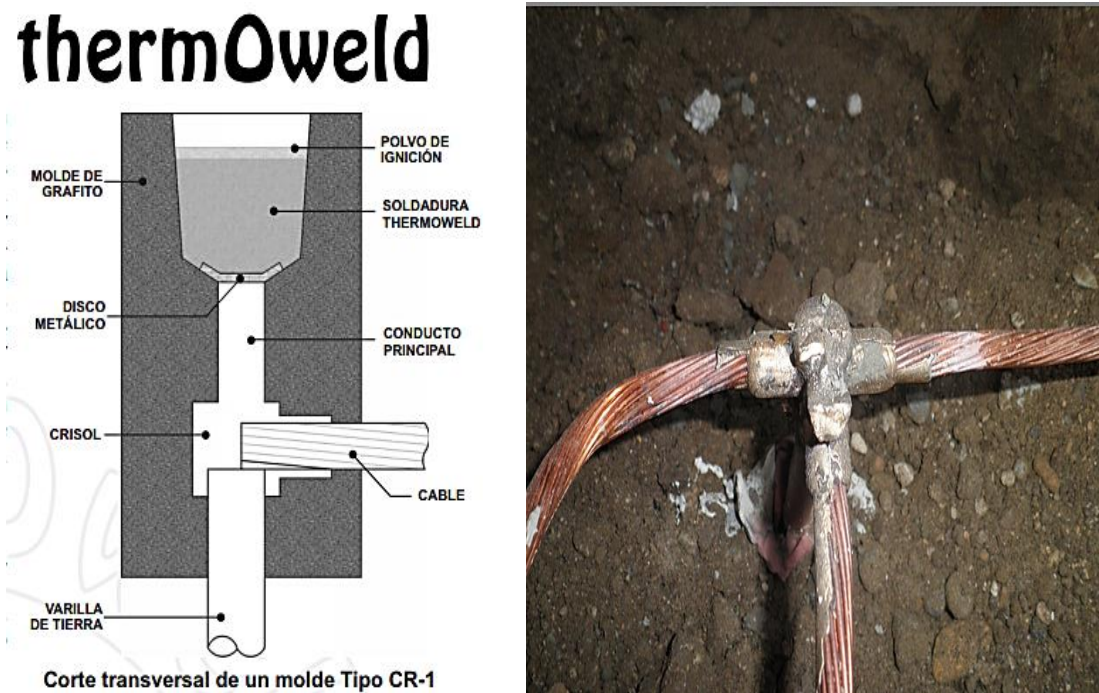 thermOweld
POLVO DE
IGNICIÓN
MOLDE DE
GRAFITO
SOLDADURA
THERMOWELD
DISCO
METÁLICO
CONDUCTO
PRINCIPAL
CRISOL
CABLE
VARILLA
DE TIERRA
Corte transversal de un molde Tipo CR-1